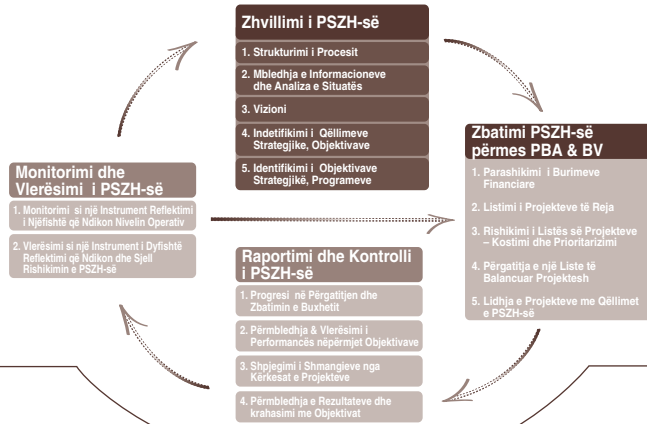 Zhvillimi i PSZH-së
1. Strukturimi i Procesit
2. Mbledhja e Informacioneve
dhe Analiza e Situatës
3. Vizioni
4. Indetifikimi i Qëllimeve
Strategjike, Objektivave
5. Identifikimi i Objektivave
Strategjikë, Programeve
Zbatimi PSZH-së
përmes PBA & BV
1. Parashikimi i Burimeve
Financiare
2. Listimi i Projekteve të Reja
3. Rishikimi i Listës së Projekteve
– Kostimi dhe Prioritarizimi
4. Përgatitja e një Liste të
Balancuar Projektesh
5. Lidhja e Projekteve me Qëllimet
e PSZH-së
Raportimi dhe Kontrolli
i PSZH-së
1. Progresi në Përgatitjen dhe
Zbatimin e Buxhetit
2. Përmbledhja & Vlerësimi i
Performancës nëpërmjet Objektivave
3. Shpjegimi i Shmangieve nga
Kërkesat e Projekteve
4. Përmbledhja e Rezultateve dhe
krahasimi me Objektivat
Monitorimi dhe
Vlerësimi i PSZH-së
1. Monitorimi si një Instrument Reflektimi
i Njëfishtë që Ndikon Nivelin Operativ
2. Vlerësimi si një Instrument i Dyfishtë
Reflektimi që Ndikon dhe Sjell
Rishikimin e PSZH-së